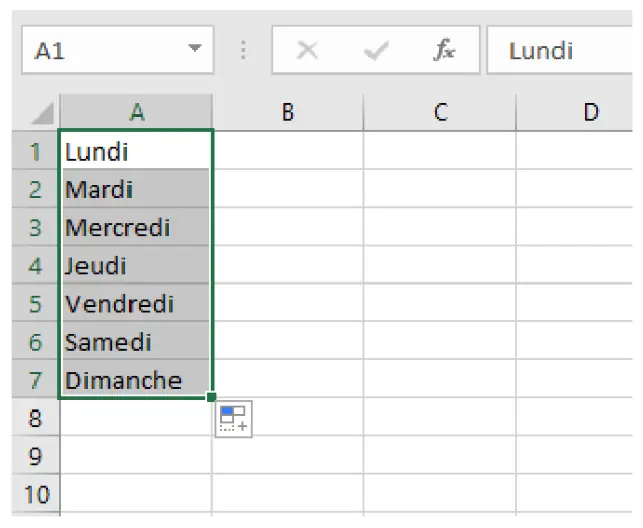 A1 fx Lundi
A B C D
1 Lundi
2 Mardi
3 Mercredi
4 Jeudi
5 Vendredi
6 Samedi
7 Dimanche
8
9
10